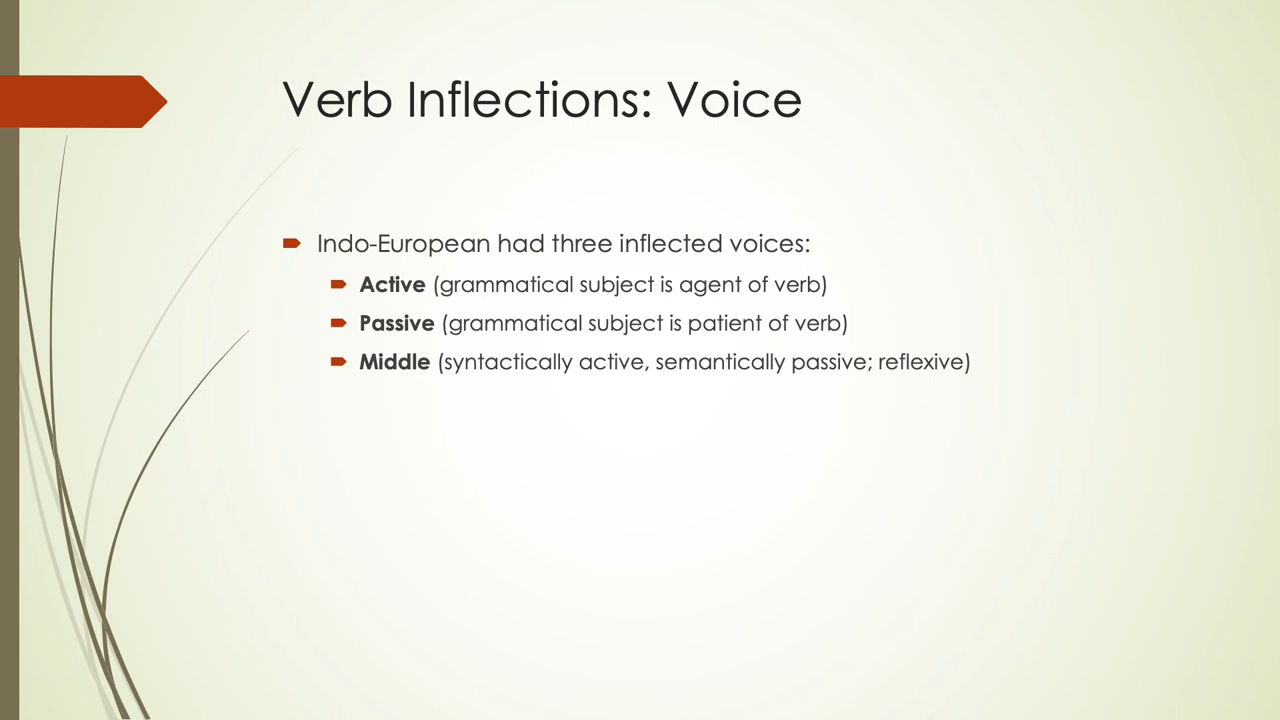 Verb Inflections: Voice
Indo-European had three inflected voices:
Active (grammatical subject is agent of verb)
Passive (grammatical subject is patient of verb)
Middle (syntactically active, semantically passive; reflexive)